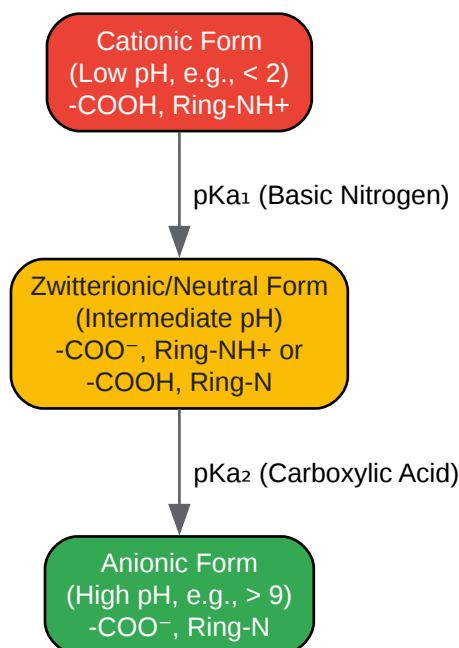 Cationic Form
(Low pH, e.g., < 2)
-COOH, Ring-NH+
pKa₁ (Basic Nitrogen)
Zwitterionic/Neutral Form
(Intermediate pH)
-COO⁻, Ring-NH+ or
-COOH, Ring-N
pKa₂ (Carboxylic Acid)
Anionic Form
(High pH, e.g., > 9)
-COO⁻, Ring-N